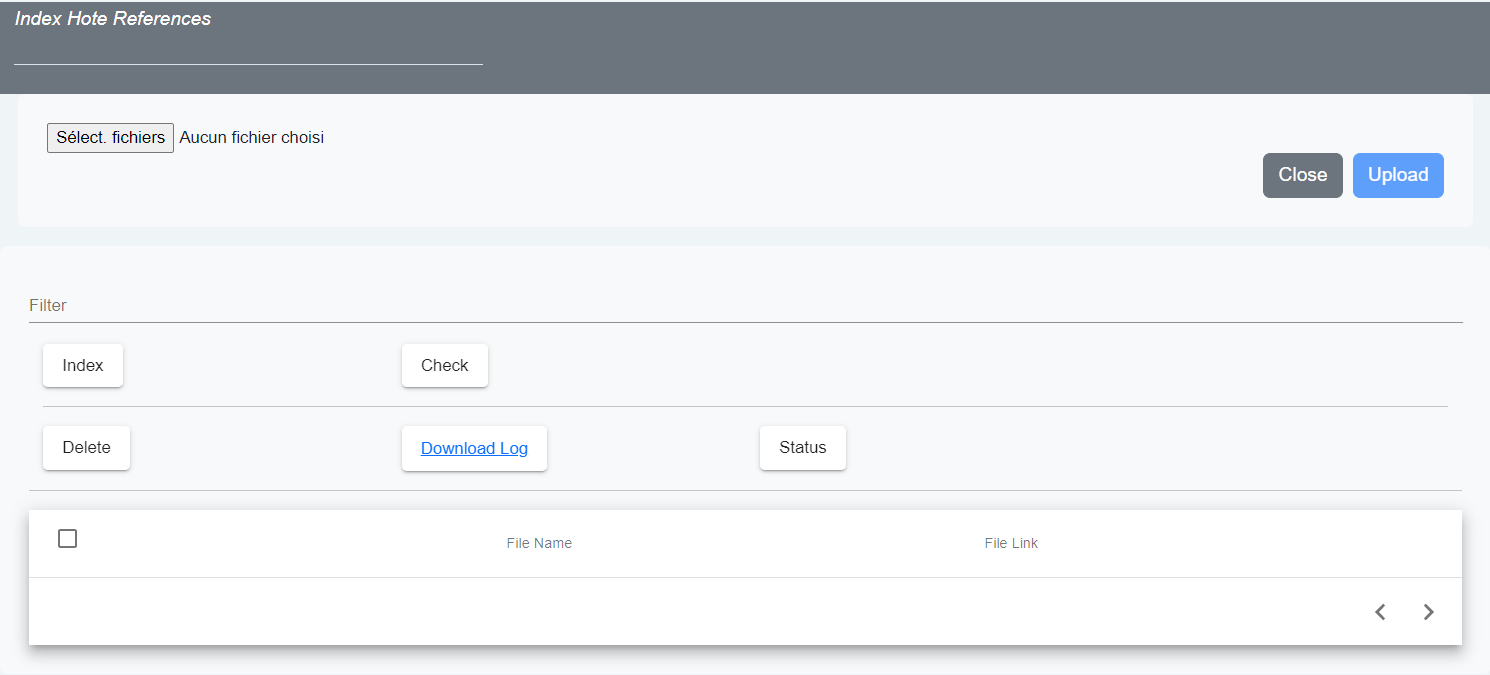 Index Hote References
Sélect. fichiers Aucun fichier choisi
Close Upload
Filter
Index Check
Delete Download Log Status
File Name File Link